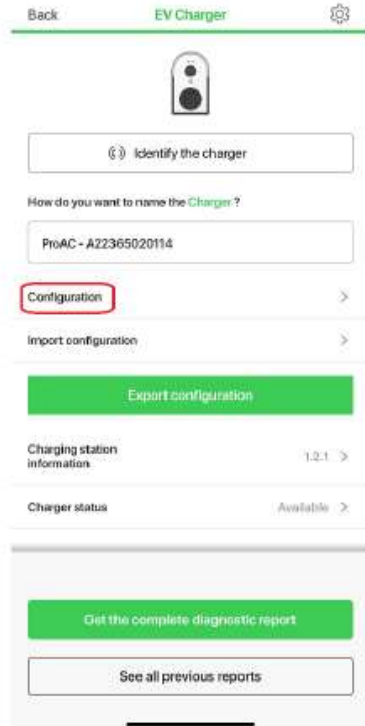 Back EV Charger
Identify the charger
How do you want to name the Charger ?
ProAC - A22365020114
Configuration
Import configuration
Export configuration
Charging station
information 1.2.1
Charger status Available
Get the complete diagnostic report
See all previous reports